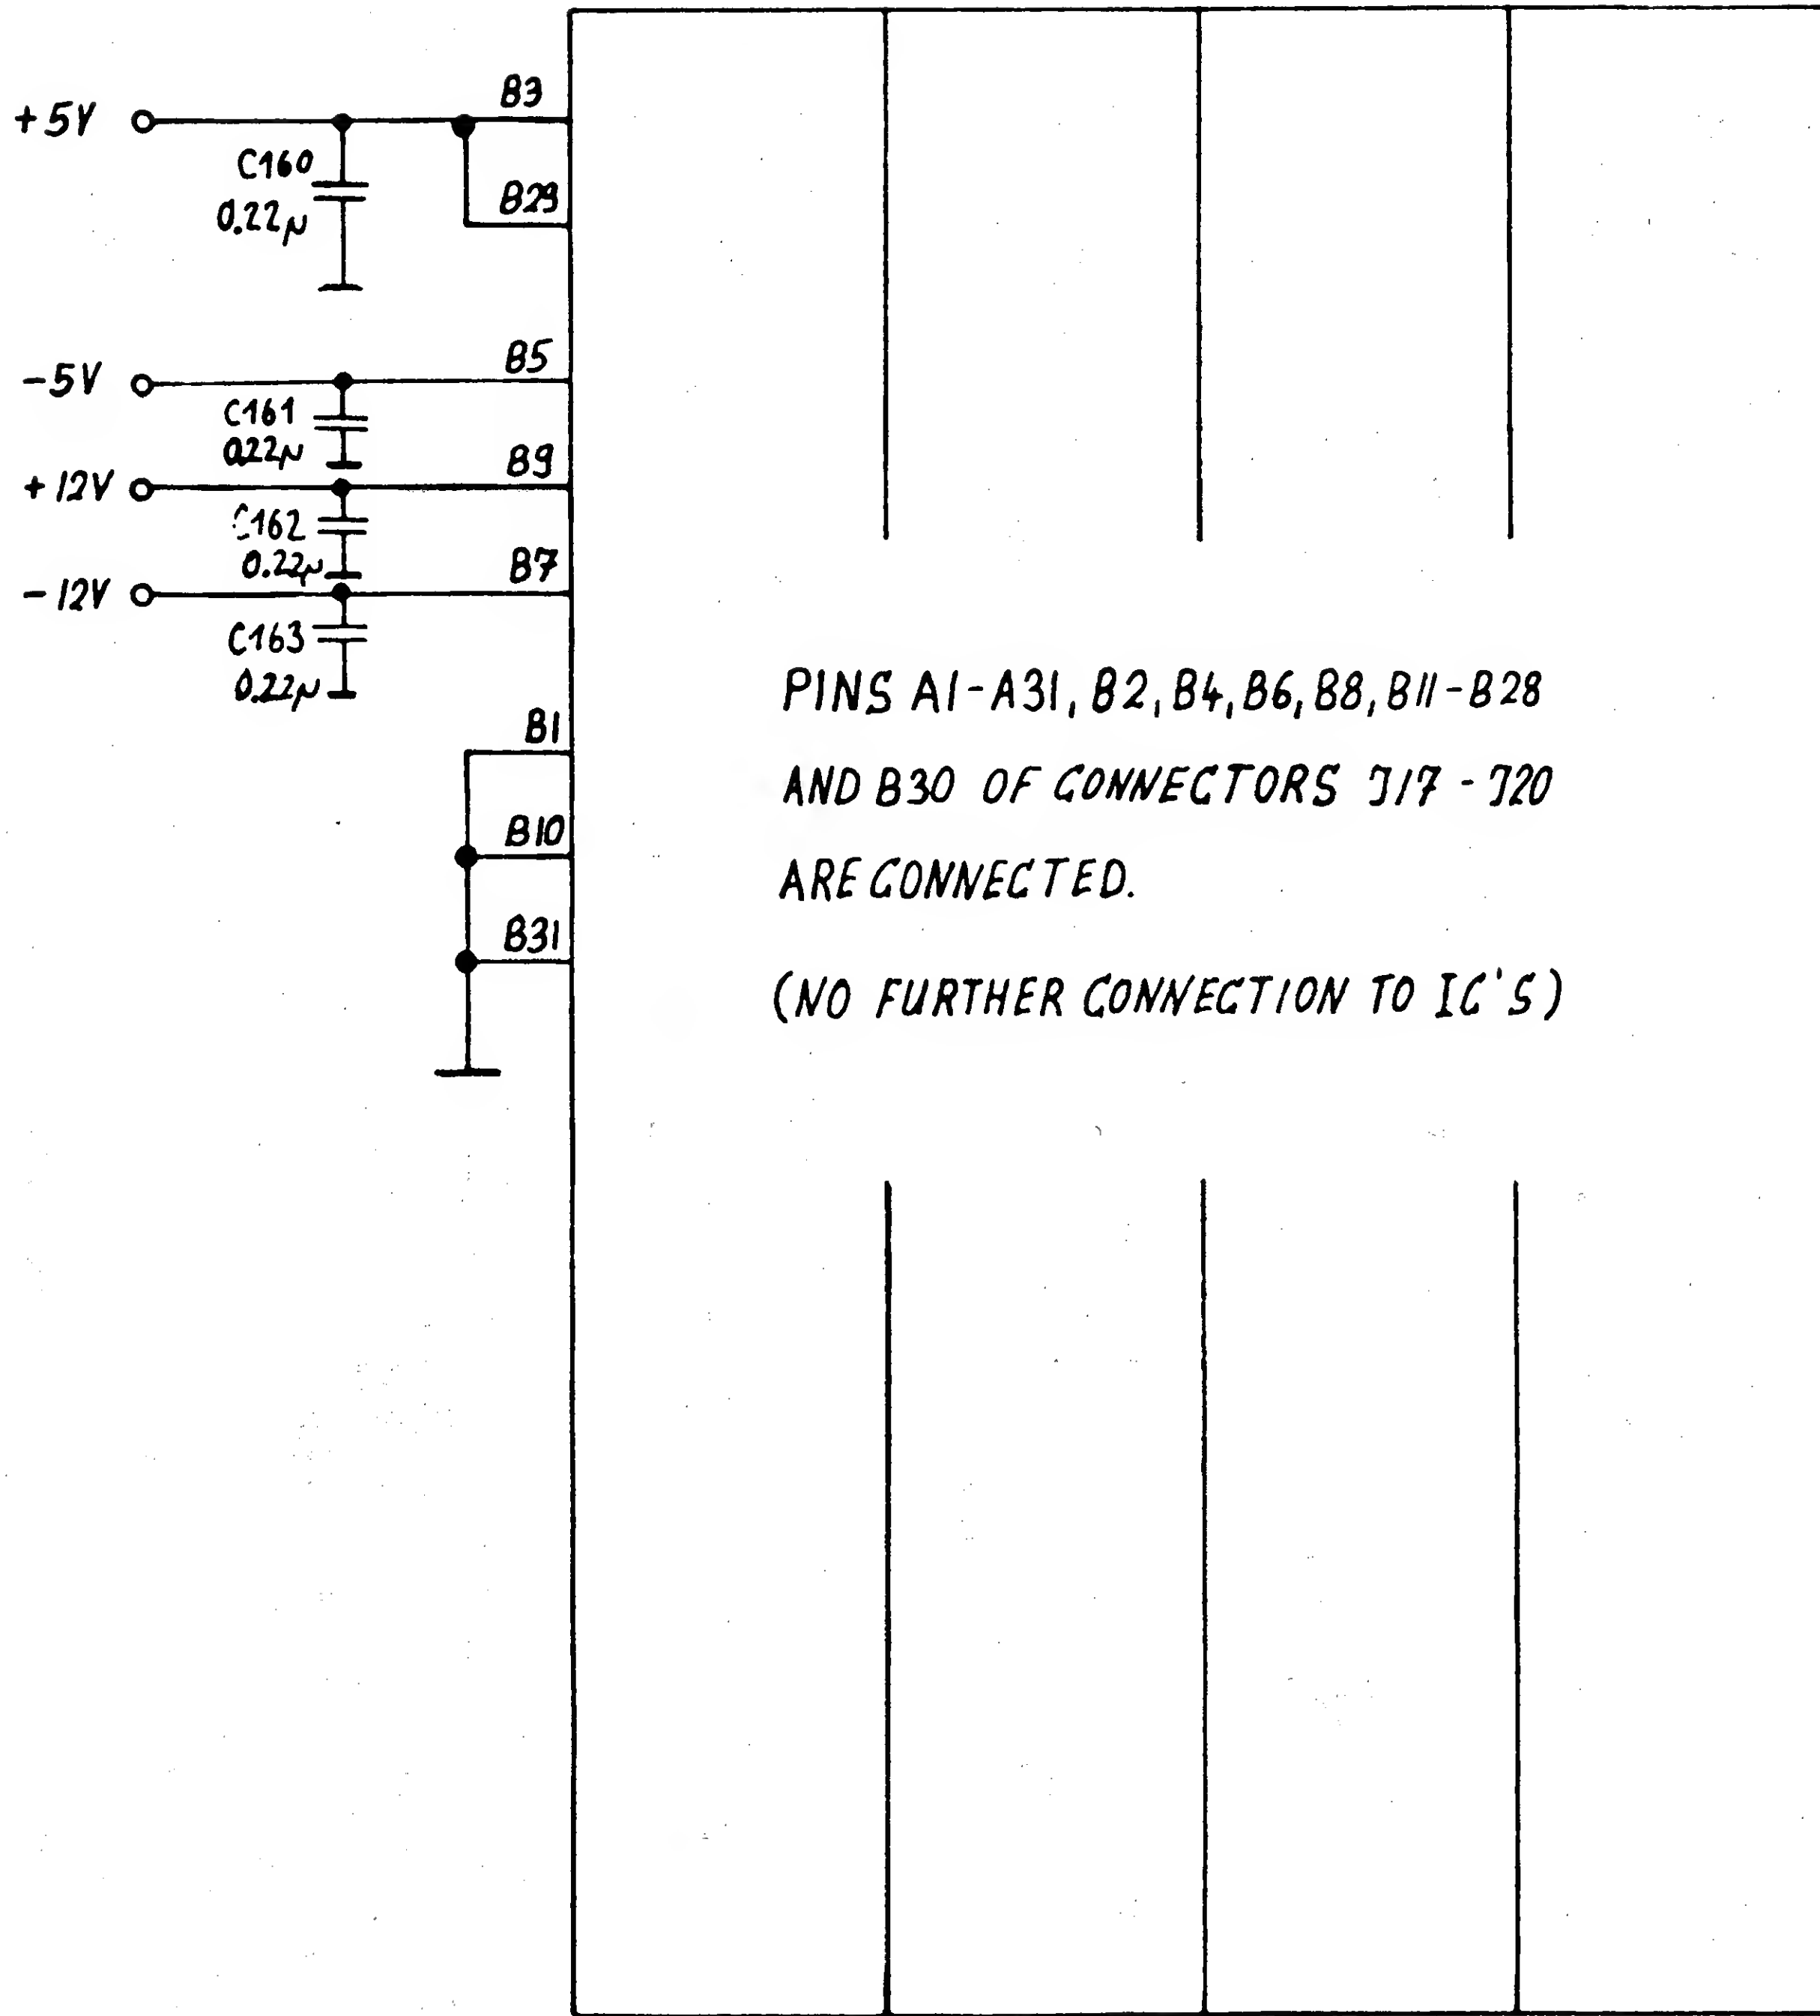 B3
+5V
C160
0.22µ
B29
B5
-5V
C161
0.22µ
B9
+12V
C162
0.22µ
B7
-12V
C163
0.22µ
PINS A1-A31, B2, B4, B6, B8, B11-B28
B1
AND B30 OF CONNECTORS J17 - J20
B10
ARE CONNECTED.
B31
(NO FURTHER CONNECTION TO IC'S)